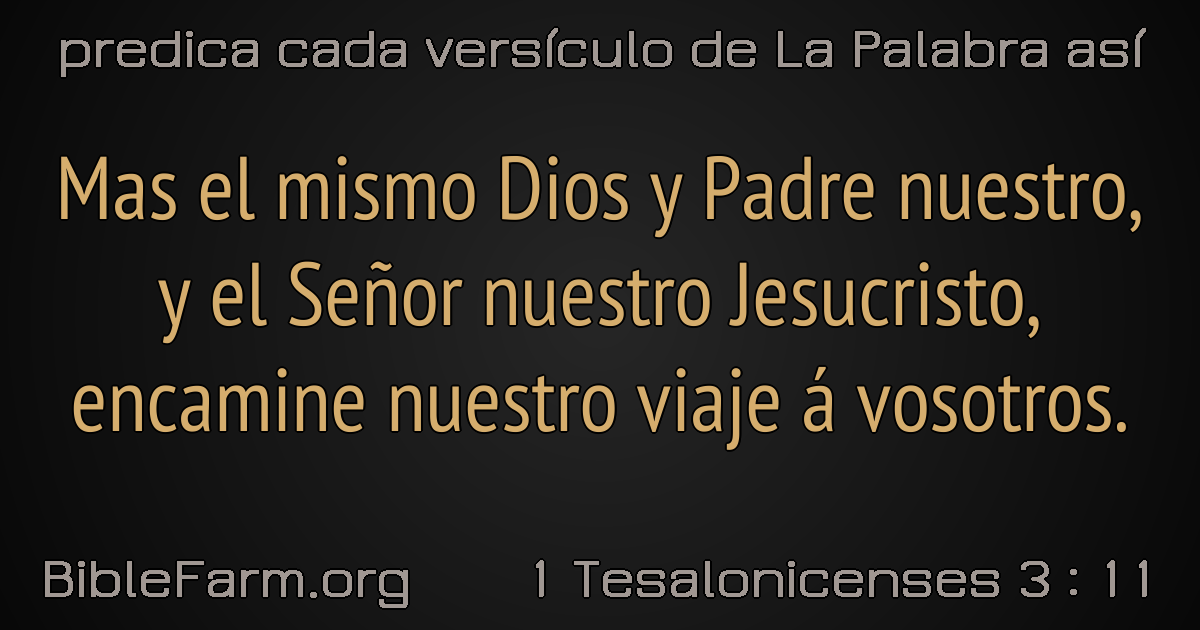 predica cada versículo de La Palabra así
Mas el mismo Dios y Padre nuestro,
y el Señor nuestro Jesucristo,
encamine nuestro viaje á vosotros.
BibleFarm.org
1 Tesalonicenses 3 : 11